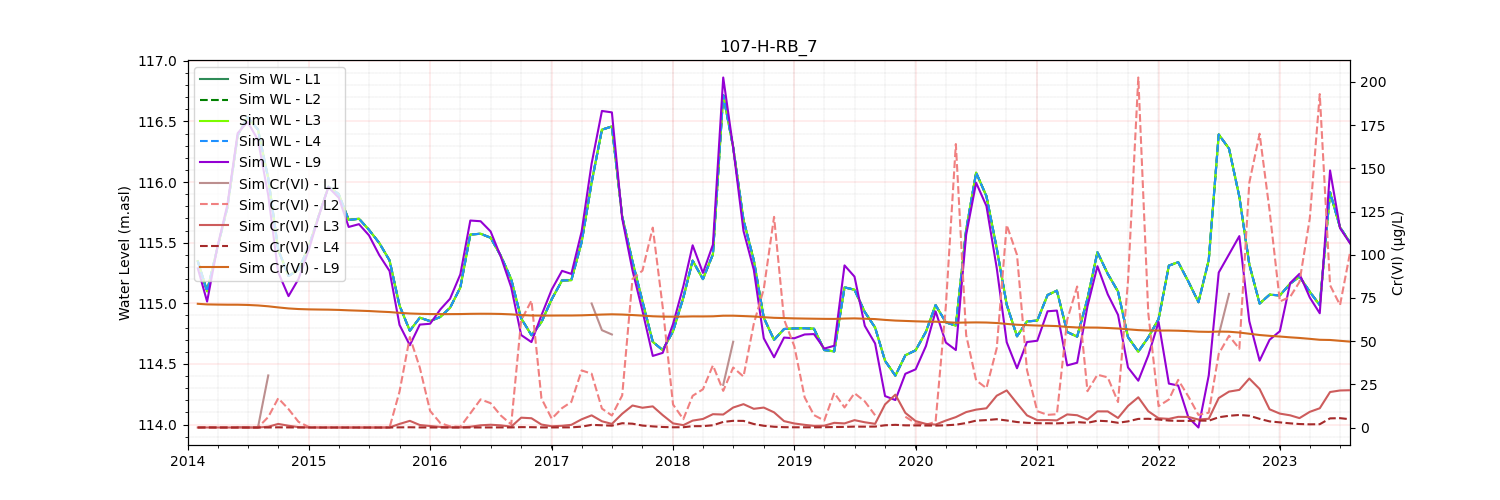 107-H-RB_7
117.0
116.5
116.0
115.5
115.0
114.5
114.0
Water Level (m.asl)
Sim WL - L1
Sim WL - L2
Sim WL - L3
Sim WL - L4
Sim WL - L9
Sim Cr(VI) - L1
Sim Cr(VI) - L2
Sim Cr(VI) - L3
Sim Cr(VI) - L4
Sim Cr(VI) - L9
200
175
150
125
100
75
50
25
0
Cr(VI) (µg/L)
2014 2015 2016 2017 2018 2019 2020 2021 2022 2023